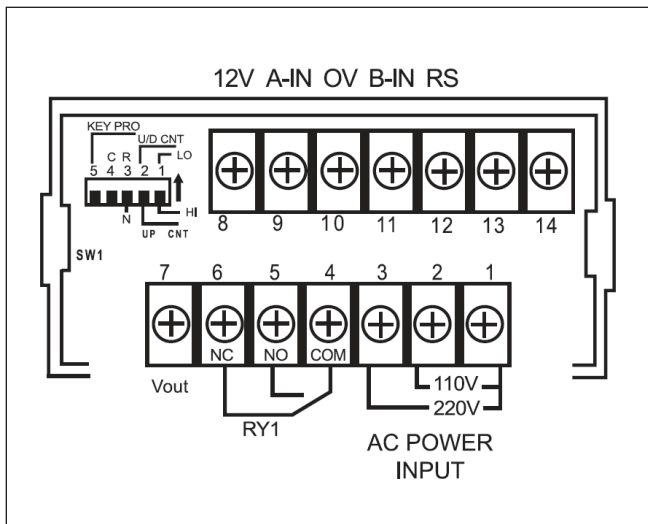 12V A-IN OV B-IN RS
KEY PRO
U/D CNT
C R
LO
5 4 3 2 1
HI
N
UP CNT
SW1
8 9 10 11 12 13 14
7 6 5 4 3 2 1
NC NO COM
Vout
110V
220V
RY1
AC POWER
INPUT